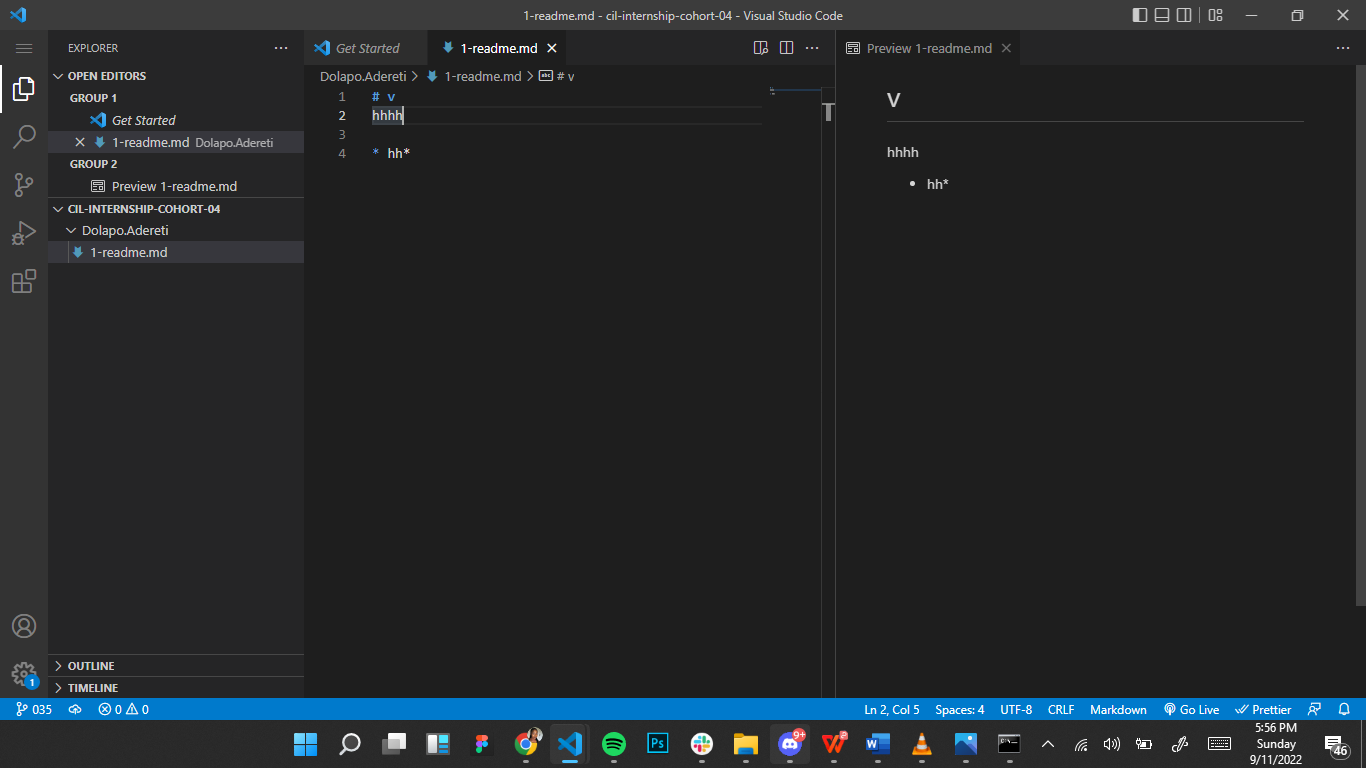 1-readme.md - cil-internship-cohort-04 - Visual Studio Code
EXPLORER
OPEN EDITORS
GROUP 1
Get Started
1-readme.md Dolapo.Adereti
GROUP 2
Preview 1-readme.md
CIL-INTERNSHIP-COHORT-04
Dolapo.Adereti
1-readme.md
OUTLINE
TIMELINE
Get Started
1-readme.md
Dolapo.Adereti > 1-readme.md > # v
1 # v
2 hhhh
3
4 * hh*
Preview 1-readme.md
v
hhhh
• hh*
1
035
0 0
Ln 2, Col 5
Spaces: 4
UTF-8
CRLF
Markdown
Go Live
Prettier
Ps
9+
W
5:56 PM
Sunday
9/11/2022
46